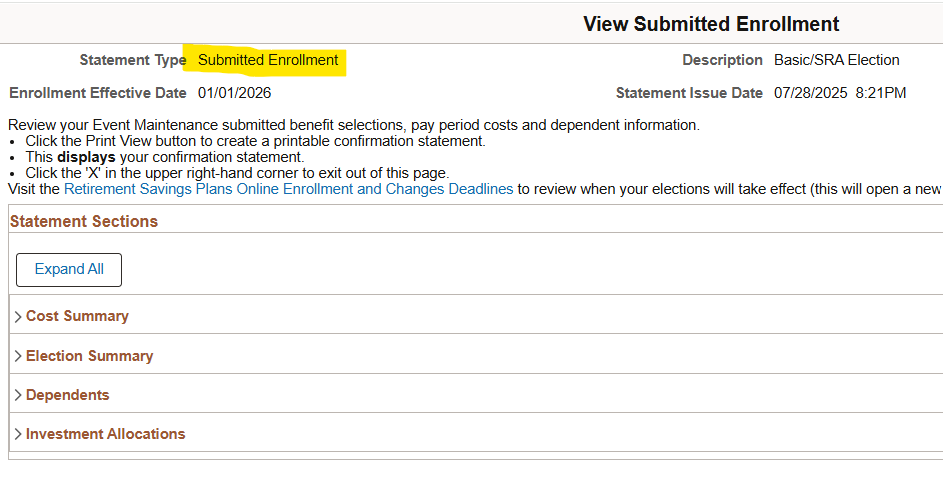 View Submitted Enrollment
Statement Type Submitted Enrollment Description Basic/SRA Election
Enrollment Effective Date 01/01/2026 Statement Issue Date 07/28/2025 8:21PM
Review your Event Maintenance submitted benefit selections, pay period costs and dependent information.
• Click the Print View button to create a printable confirmation statement.
• This displays your confirmation statement.
• Click the 'X' in the upper right-hand corner to exit out of this page.
Visit the Retirement Savings Plans Online Enrollment and Changes Deadlines to review when your elections will take effect (this will open a new
Statement Sections
Expand All
Cost Summary
Election Summary
Dependents
Investment Allocations